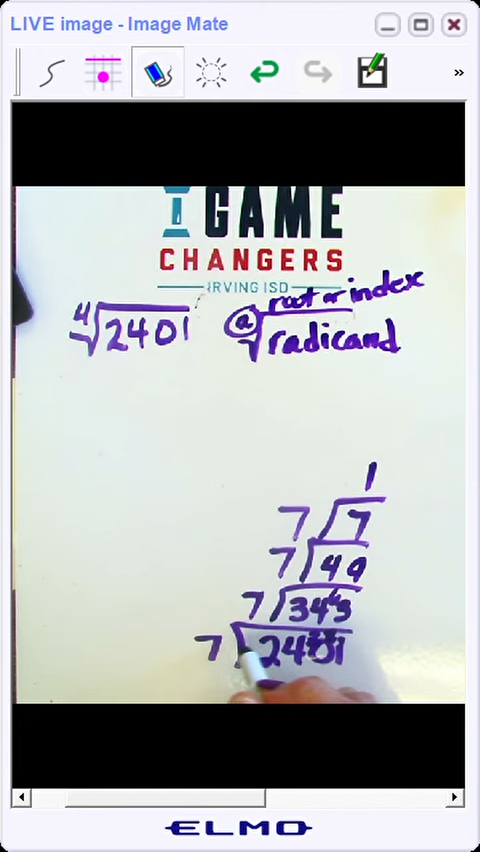 LIVE image - Image Mate
»
GAME
CHANGERS
IRVING ISD
4√2401
a root or index
√radicand
1
7 7
7 49
7 343
7 2401
ELMO